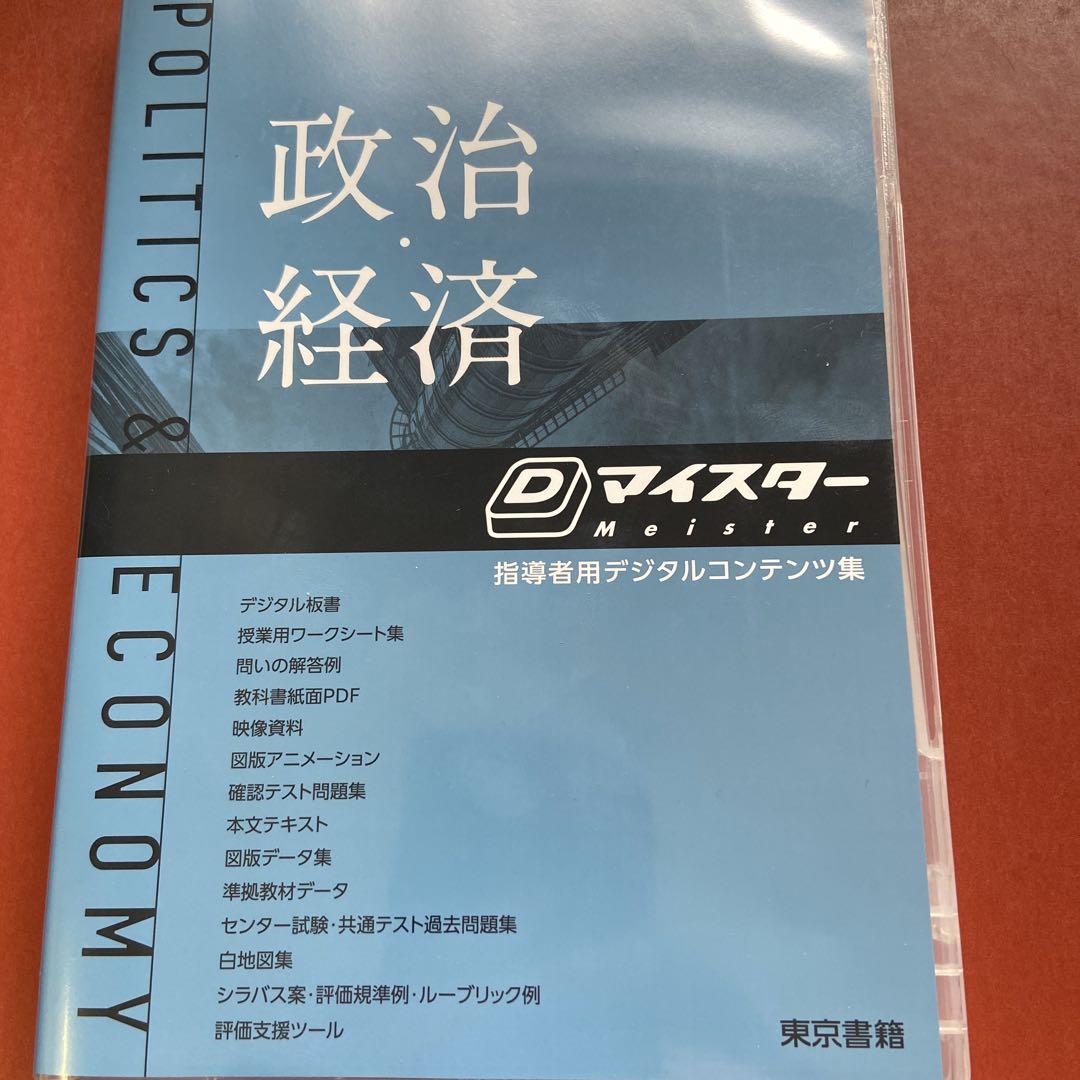 POLITICS & ECONOMY
政治
・
経済
D マイスター
Meister
指導者用デジタルコンテンツ集
デジタル板書
授業用ワークシート集
問いの解答例
教科書紙面PDF
映像資料
図版アニメーション
確認テスト問題集
本文テキスト
図版データ集
準拠教材データ
センター試験・共通テスト過去問題集
白地図集
シラバス案・評価規準例・ルーブリック例
評価支援ツール
東京書籍